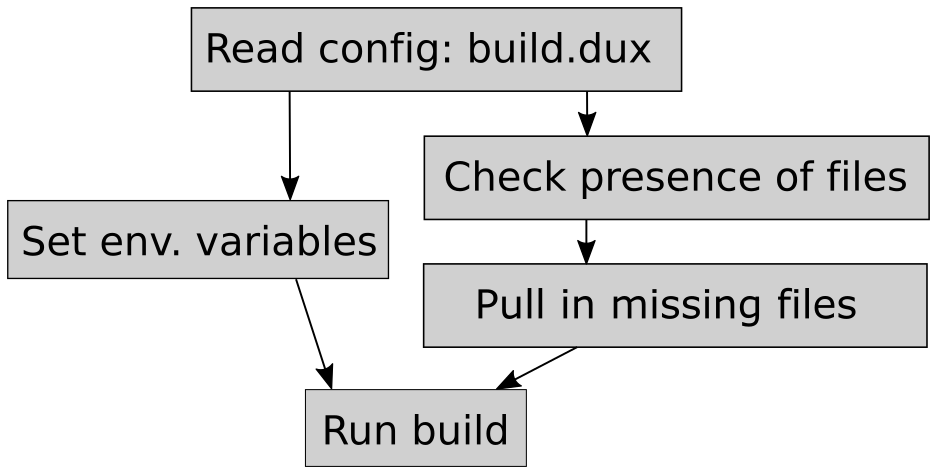 Read config: build.dux
Check presence of files
Set env. variables
Pull in missing files
Run build